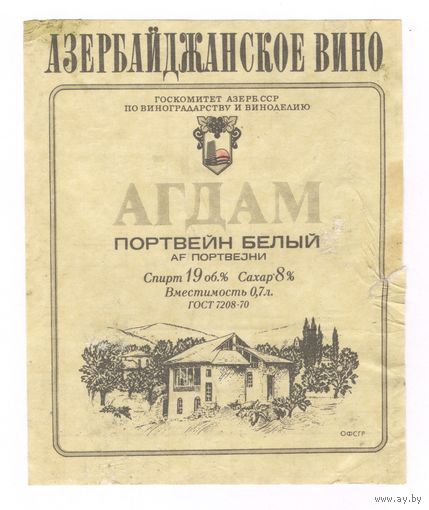 АЗЕРБАЙДЖАНСКОЕ ВИНО
ГОСКОМИТЕТ АЗЕРБ.ССР
ПО ВИНОГРАДАРСТВУ И ВИНОДЕЛИЮ
АГДАМ
ПОРТВЕЙН БЕЛЫЙ
АҒ ПОРТВЕЈНИ
Спирт 19 об.% Сахар 8%
Вместимость 0,7л.
ГОСТ 7208-70
ОФСГР
www.ay.by